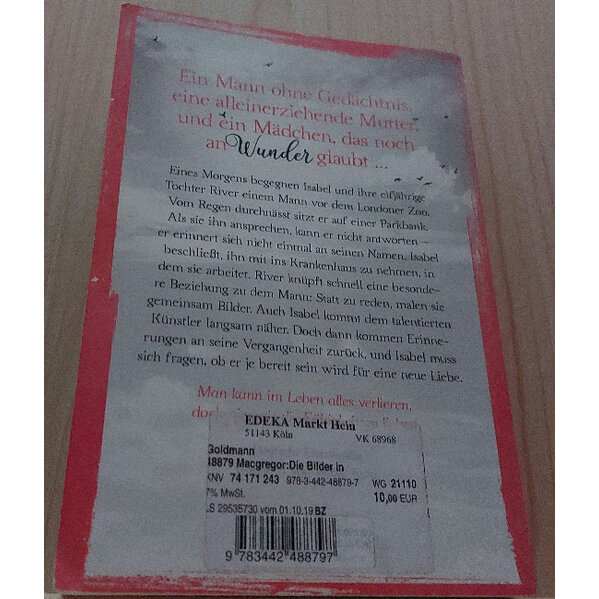 Ein Mann ohne Gedächtnis,
eine alleinerziehende Mutter,
und ein Mädchen, das noch
an Wunder glaubt ...
Eines Morgens begegnen Isabel und ihre elfjährige
Tochter River einem Mann vor dem Londoner Zoo.
Vom Regen durchnässt sitzt er auf einer Parkbank.
Als sie ihn ansprechen, kann er nicht antworten –
er erinnert sich nicht einmal an seinen Namen. Isabel
beschließt, ihn mit ins Krankenhaus zu nehmen, in
dem sie arbeitet. River knüpft schnell eine besonde-
re Beziehung zu dem Mann: Statt zu reden, malen sie
gemeinsam Bilder. Auch Isabel kommt dem talentierten
Künstler langsam näher. Doch dann kommen Erinne-
rungen an seine Vergangenheit zurück, und Isabel muss
sich fragen, ob er je bereit sein wird für eine neue Liebe.
Man kann im Leben alles verlieren,
EDEKA Markt Hein
51143 Köln VK 68968
Goldmann
48879 Macgregor:Die Bilder in
KNV 74 171 243 978-3-442-48879-7 WG 21110
7% MwSt. 10,00 EUR
LS 29535730 vom 01.10.19 BZ
9 783442 488797